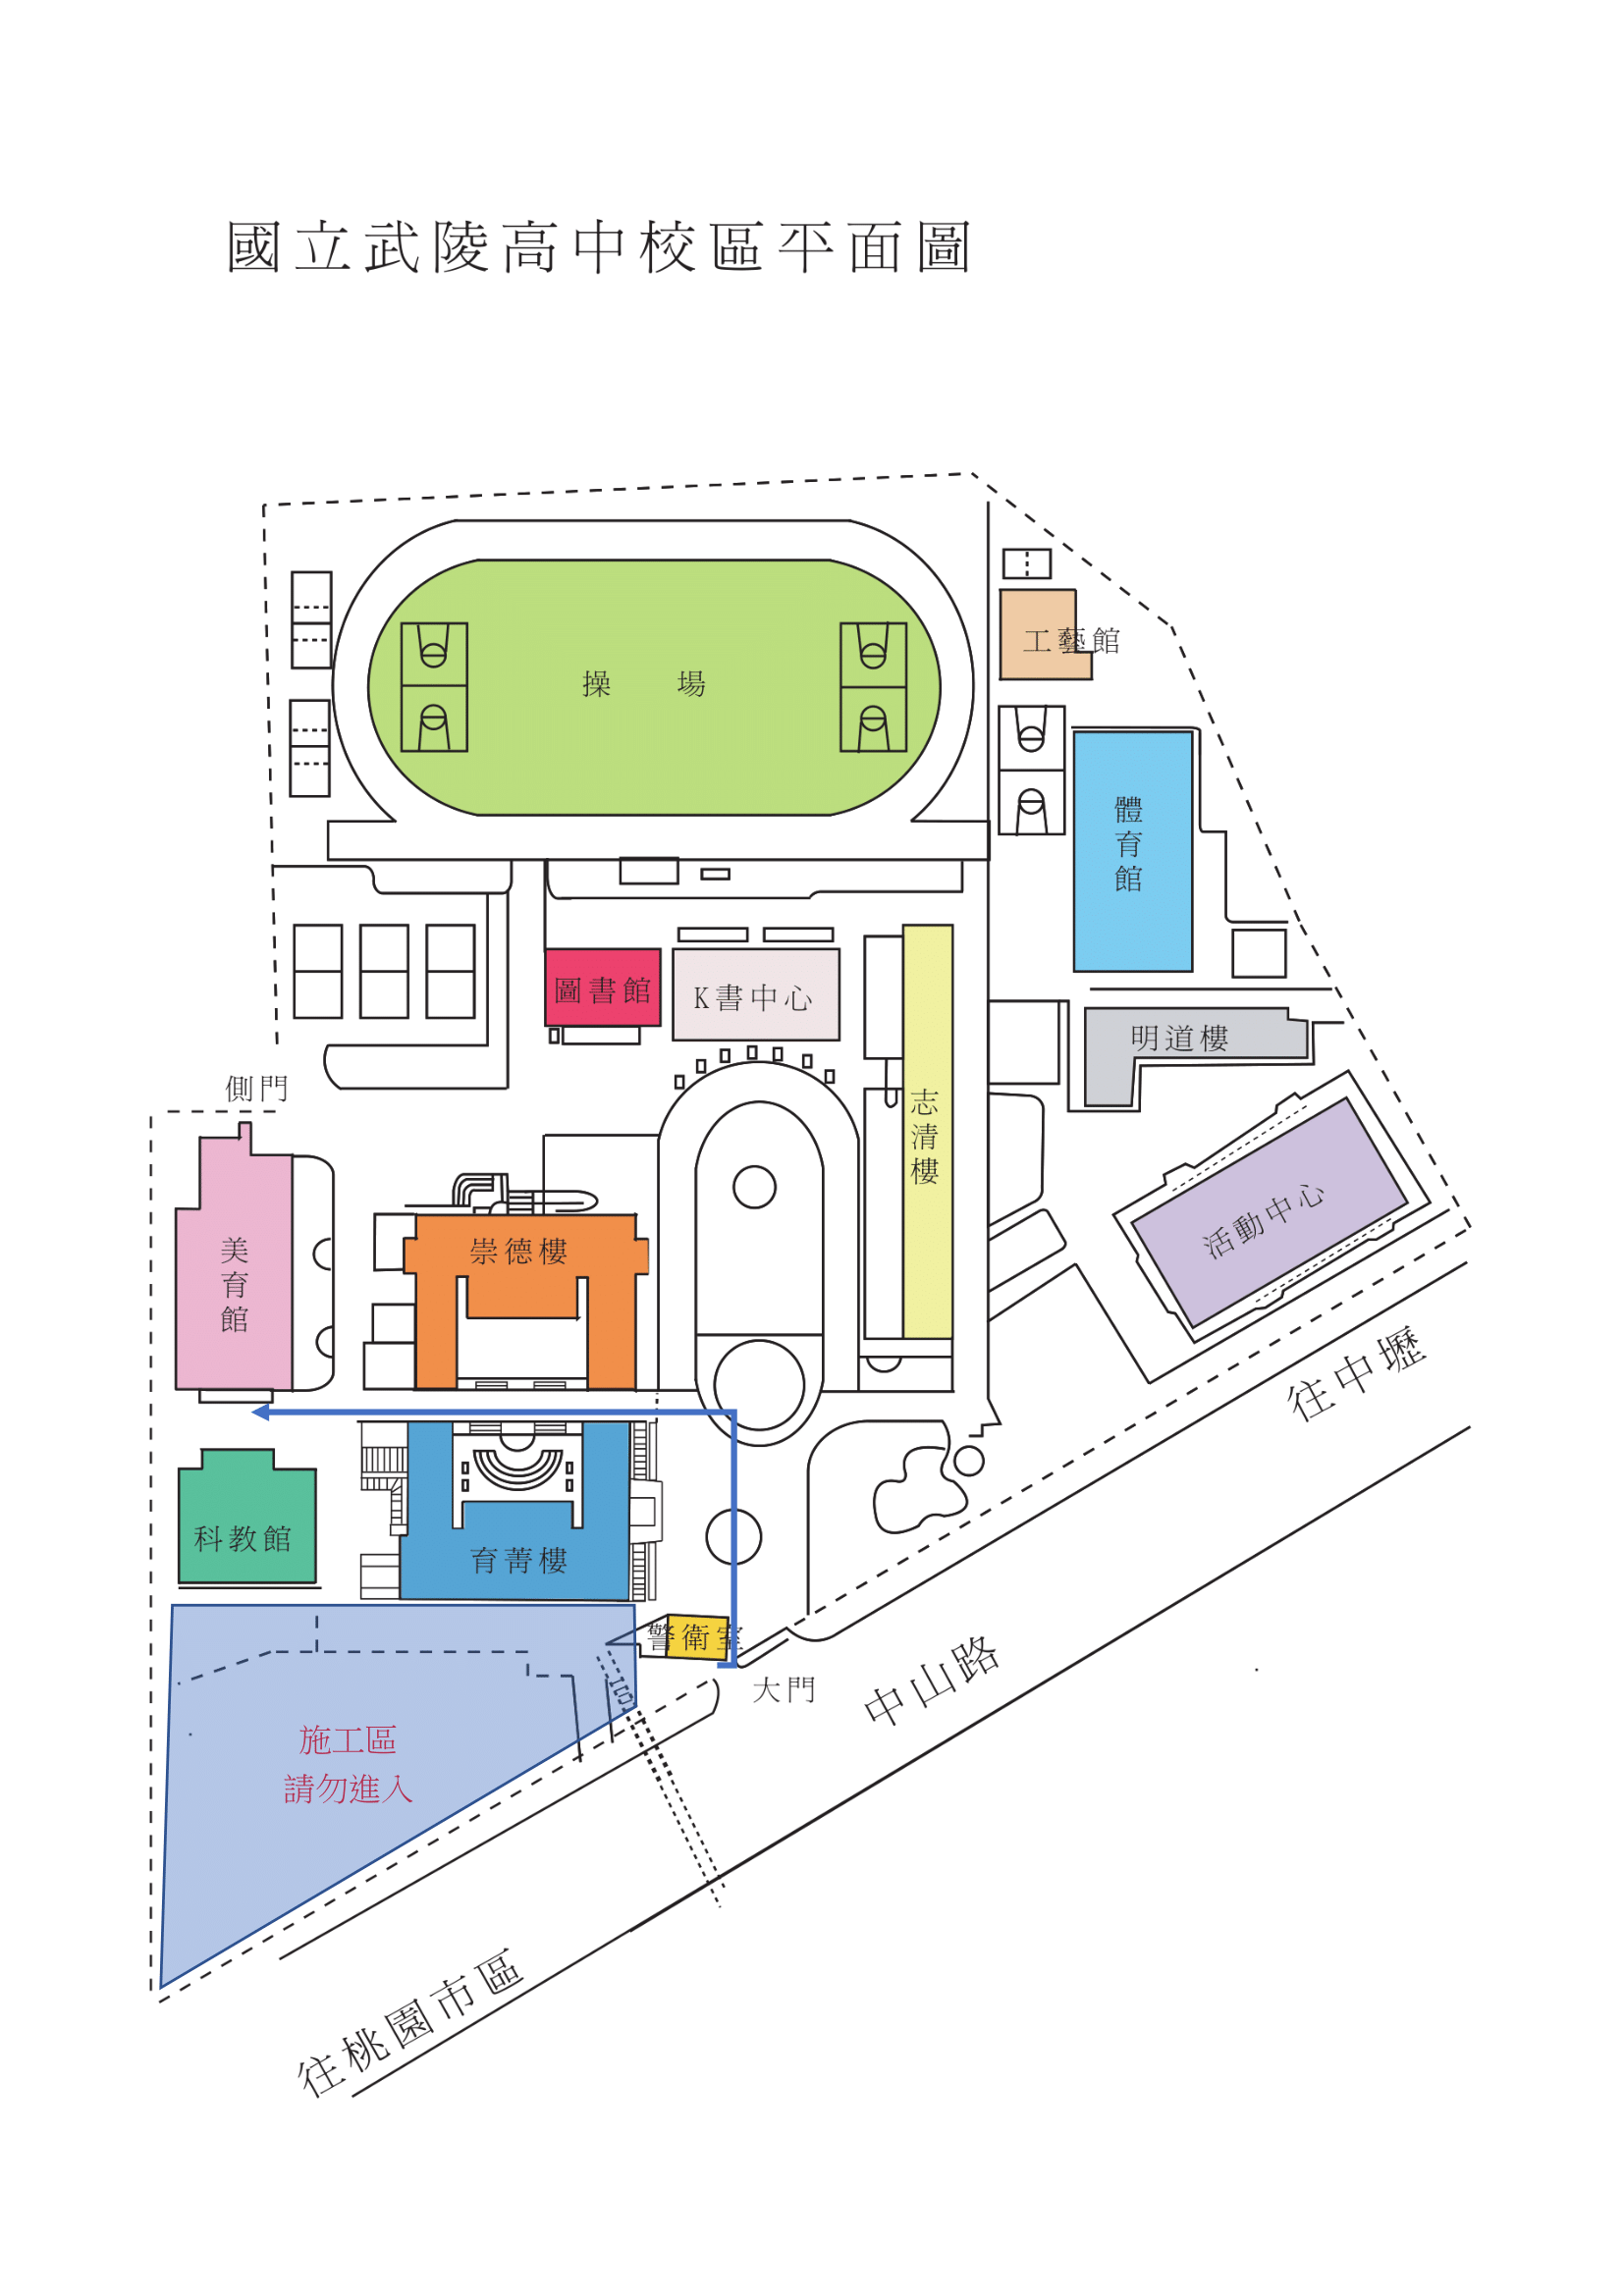 國立武陵高中校區平面圖
操 場
工藝館
體育館
圖書館
K書中心
明道樓
側門
志清樓
活動中心
美育館
崇德樓
往中壢
科教館
育菁樓
警衛室
大門
中山路
施工區
請勿進入
往桃園市區